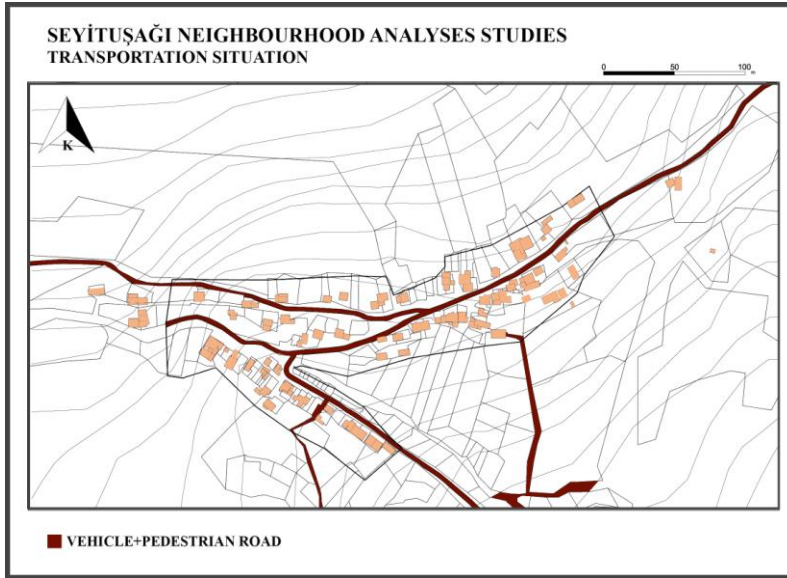 SEYİTUŞAĞI NEIGHBOURHOOD ANALYSES STUDIES
TRANSPORTATION SITUATION
0 50 100 m
K
VEHICLE+PEDESTRIAN ROAD